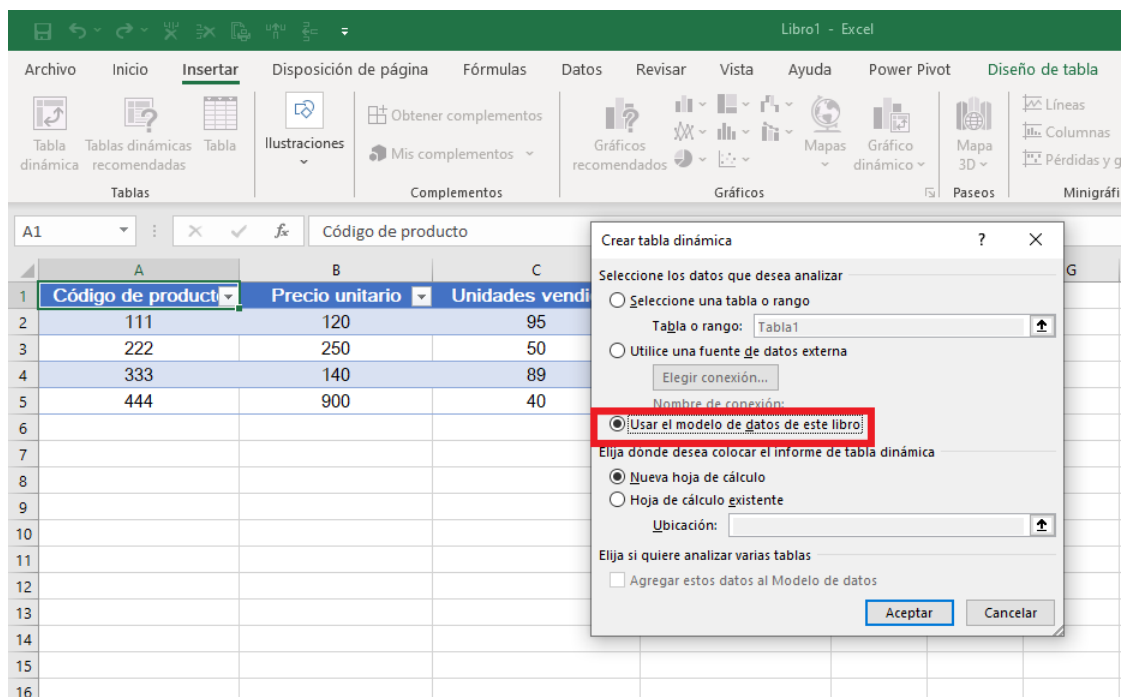 Libro1 - Excel
Archivo Inicio Insertar Disposición de página Fórmulas Datos Revisar Vista Ayuda Power Pivot Diseño de tabla
Tabla dinámica
Tablas dinámicas recomendadas
Tabla
Tablas
Ilustraciones
Obtener complementos
Mis complementos
Complementos
Gráficos recomendados
Mapas
Gráfico dinámico
Gráficos
Mapa 3D
Paseos
Líneas
Columnas
Pérdidas y g
Minigráfi
A1 fx Código de producto
A B C G
1 Código de product Precio unitario Unidades vendi
2 111 120 95
3 222 250 50
4 333 140 89
5 444 900 40
6
7
8
9
10
11
12
13
14
15
16
Crear tabla dinámica ?
Seleccione los datos que desea analizar
Seleccione una tabla o rango
Tabla o rango: Tabla1
Utilice una fuente de datos externa
Elegir conexión...
Nombre de conexión:
Usar el modelo de datos de este libro
Elija dónde desea colocar el informe de tabla dinámica
Nueva hoja de cálculo
Hoja de cálculo existente
Ubicación:
Elija si quiere analizar varias tablas
Agregar estos datos al Modelo de datos
Aceptar Cancelar